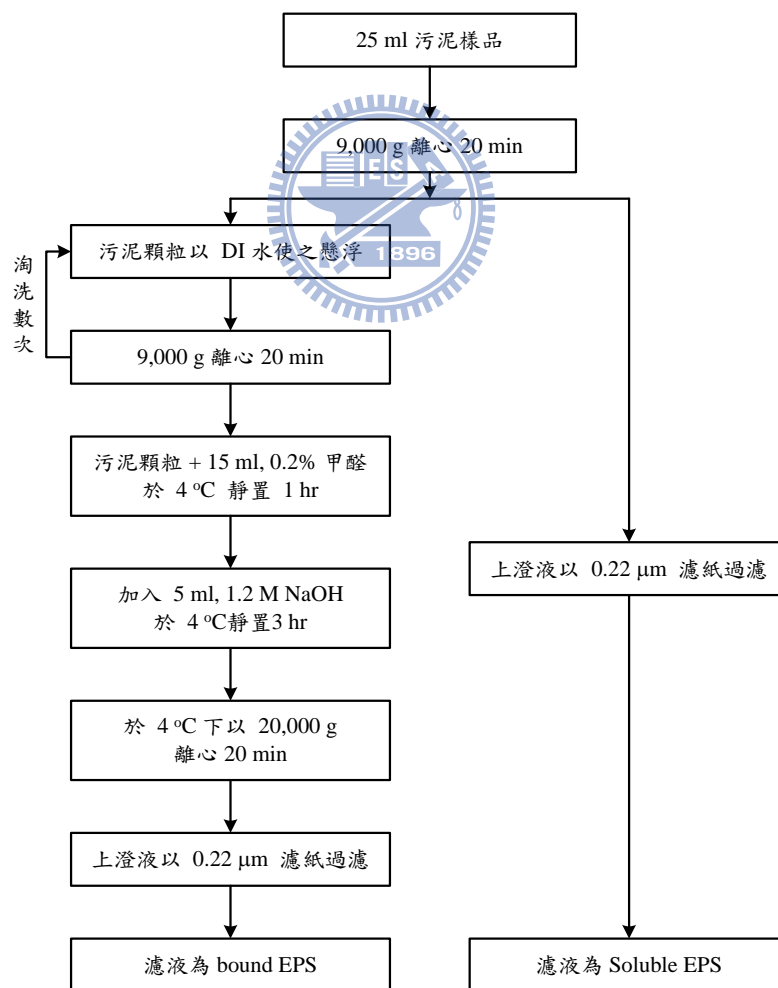 25 ml 污泥樣品
9,000 g 離心 20 min
E S
1896
污泥顆粒以 DI 水使之懸浮
淘洗數次
9,000 g 離心 20 min
污泥顆粒 + 15 ml, 0.2% 甲醛
於 4 °C 靜置 1 hr
加入 5 ml, 1.2 M NaOH
於 4 °C靜置3 hr
於 4 °C 下以 20,000 g
離心 20 min
上澄液以 0.22 μm 濾紙過濾
濾液為 bound EPS
上澄液以 0.22 μm 濾紙過濾
濾液為 Soluble EPS